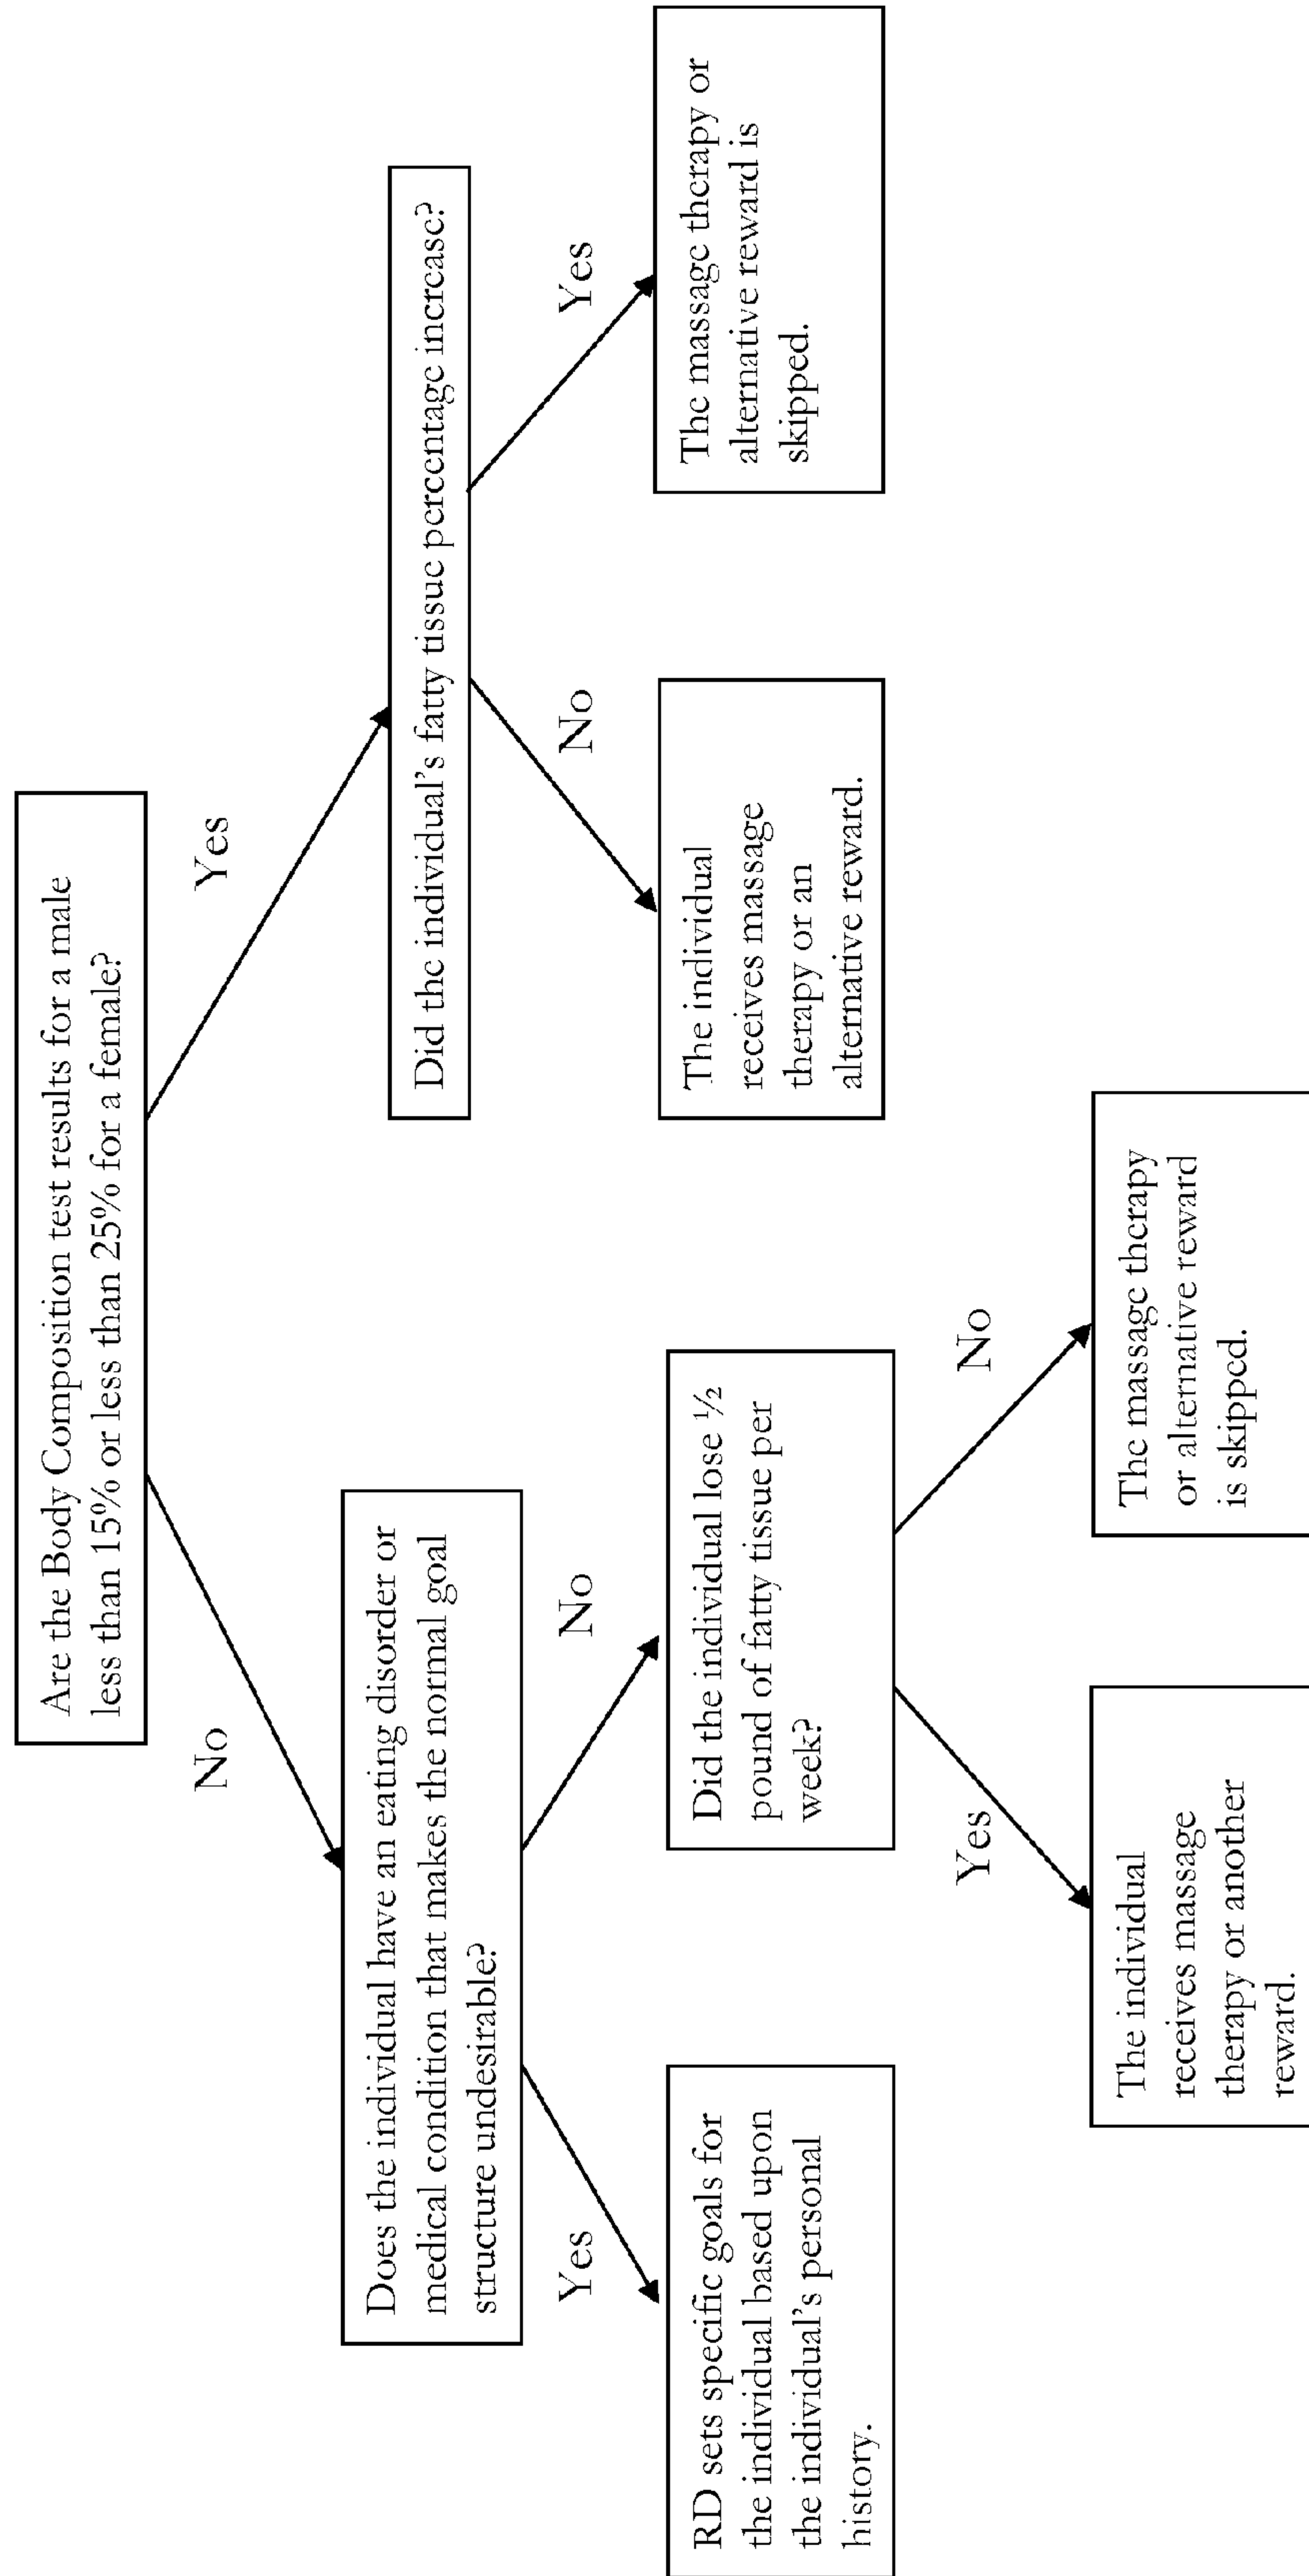 Are the Body Composition test results for a male
less than 15% or less than 25% for a female?
No
Yes
Does the individual have an eating disorder or
medical condition that makes the normal goal
structure undesirable?
Did the individual's fatty tissue percentage increase?
Yes
No
No
Yes
RD sets specific goals for
the individual based upon
the individual's personal
history.
Did the individual lose ½
pound of fatty tissue per
week?
The individual
receives massage
therapy or an
alternative reward.
The massage therapy or
alternative reward is
skipped.
Yes
No
The individual
receives massage
therapy or another
reward.
The massage therapy
or alternative reward
is skipped.